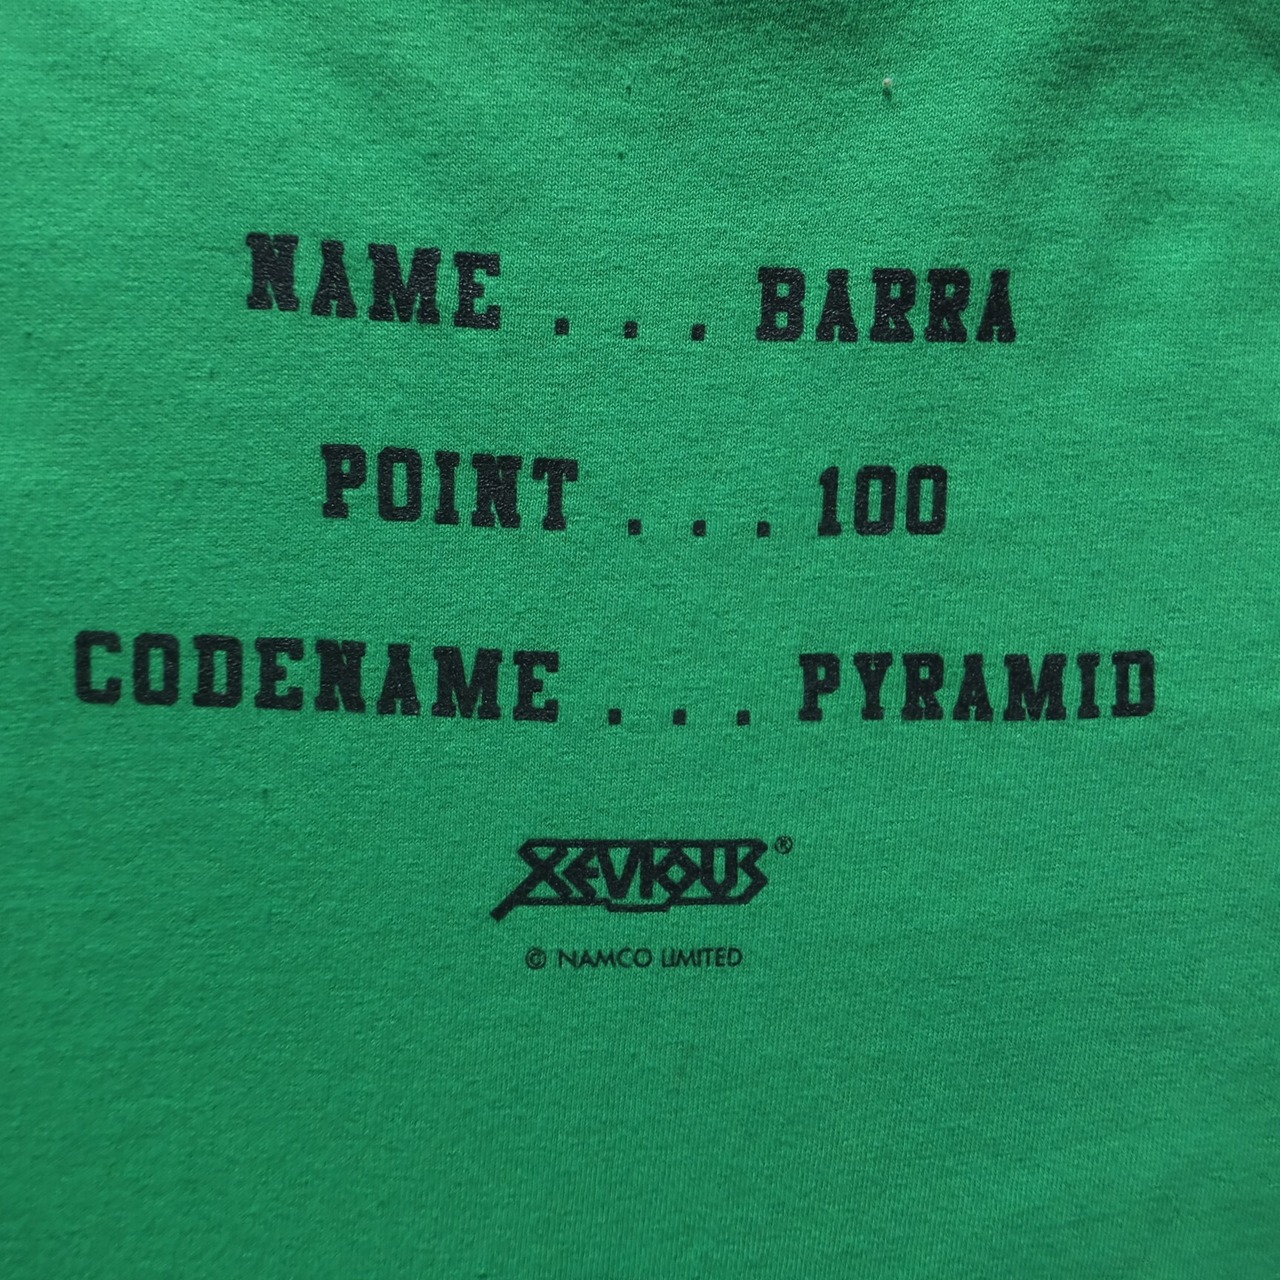 NAME . . . BARRA
POINT . . . 100
CODENAME . . . PYRAMID
XEVIOUS®
© NAMCO LIMITED